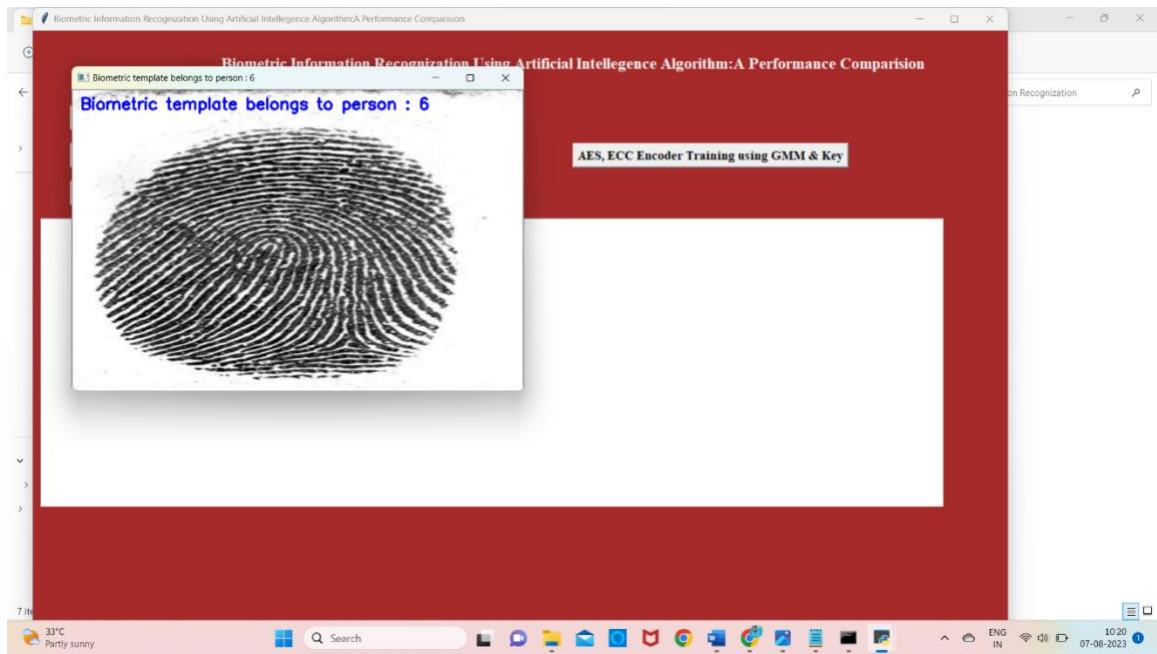 Biometric Information Recognization Using Artificial Intellegence Algorithm:A Performance Comparision
Biometric Information Recognization Using Artificial Intellegence Algorithm:A Performance Comparision
Biometric template belongs to person : 6
Biometric template belongs to person : 6
on Recognization
AES, ECC Encoder Training using GMM & Key
7 ite
33°C
Partly sunny
Search
ENG
IN
10:20
07-08-2023
1